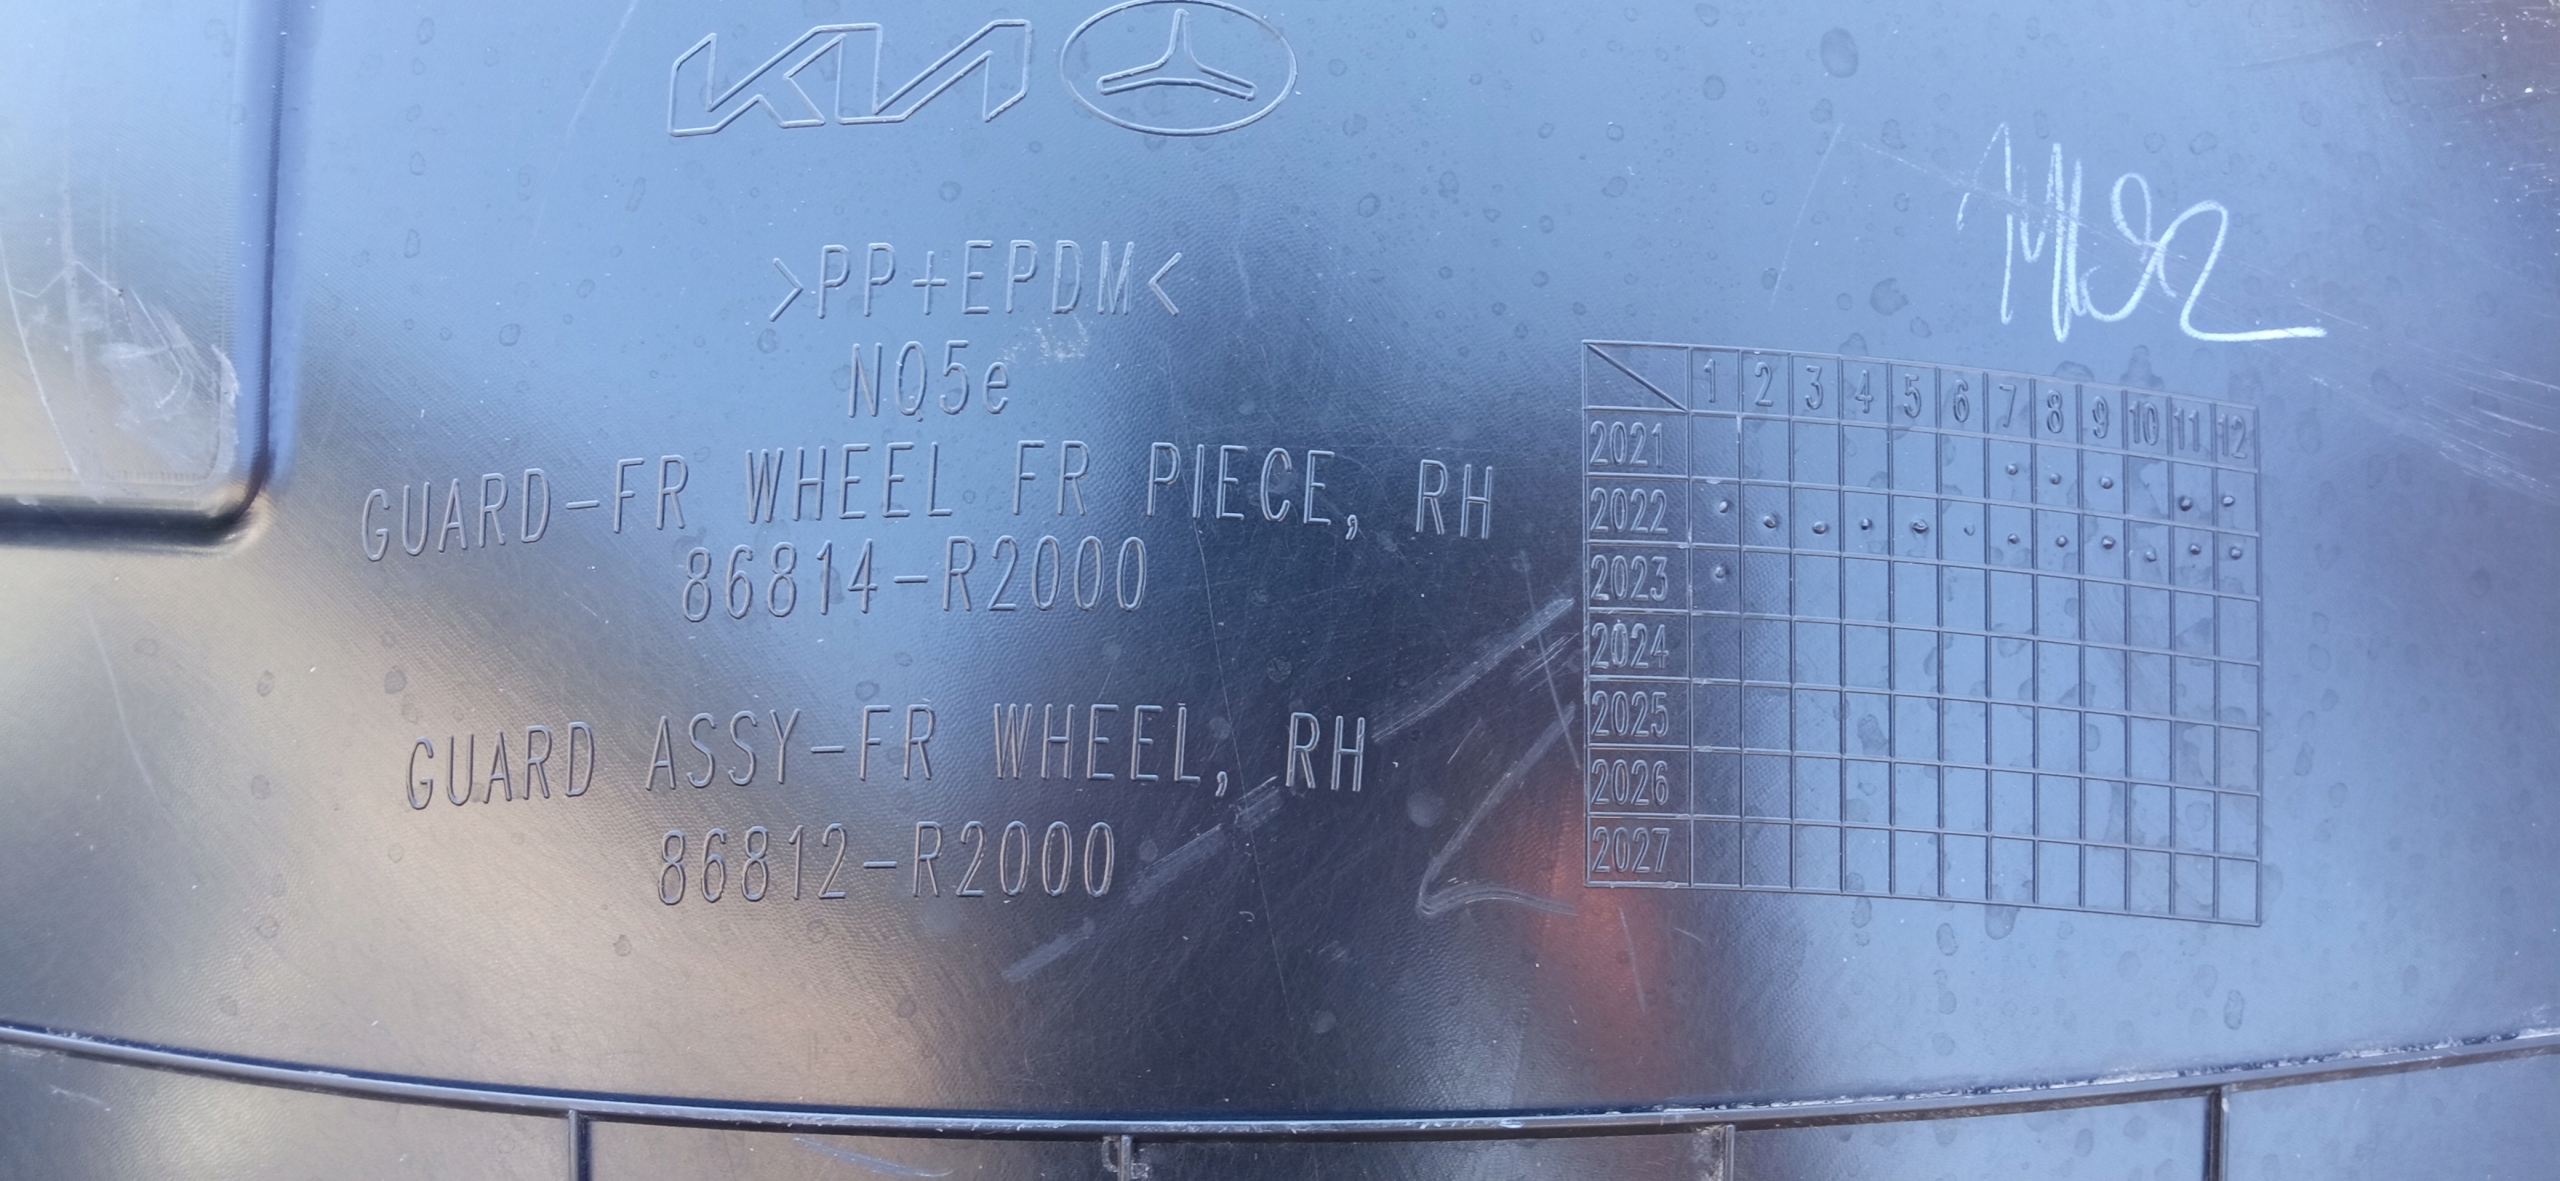 KIA
>PP+EPDM<
NQ5e
GUARD-FR WHEEL FR PIECE, RH
86814-R2000
GUARD ASSY-FR WHEEL, RH
86812-R2000
1 2 3 4 5 6 7 8 9 10 11 12
2021
2022
2023
2024
2025
2026
2027